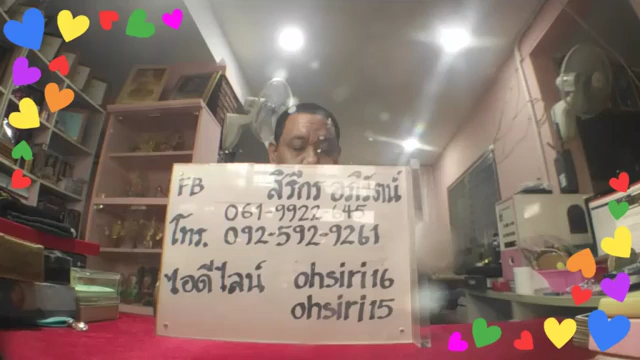 FB สิรีกร อภิรัตน์
061-9922-645
โทร. 092-592-9261
ไอดีไลน์ ohsiri16
ohsiri15